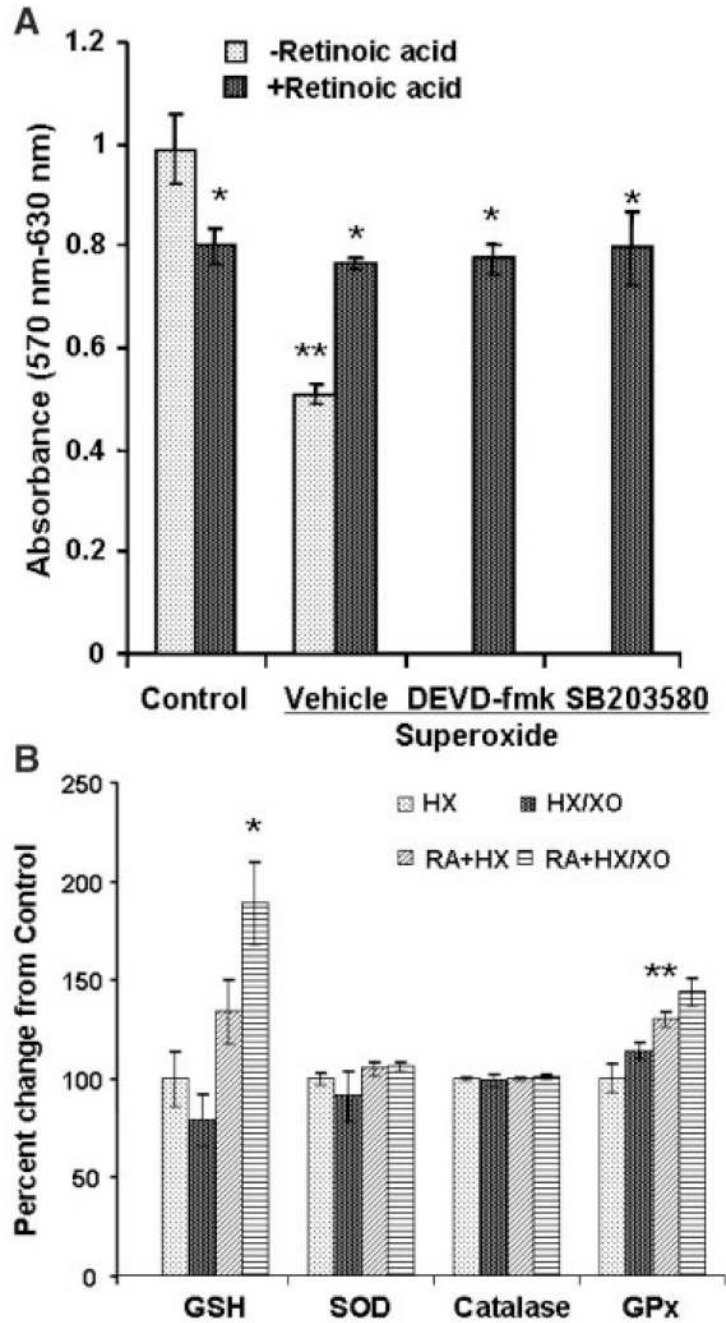 A
-Retinoic acid
+Retinoic acid
Absorbance (570 nm-630 nm)
1.2
1
0.8
0.6
0.4
0.2
0
*
**
*
*
*
Control Vehicle DEVD-fmk SB203580
Superoxide
B
Percent change from Control
250
200
150
100
50
0
HX HX/XO
RA+HX RA+HX/XO
*
**
GSH SOD Catalase GPx